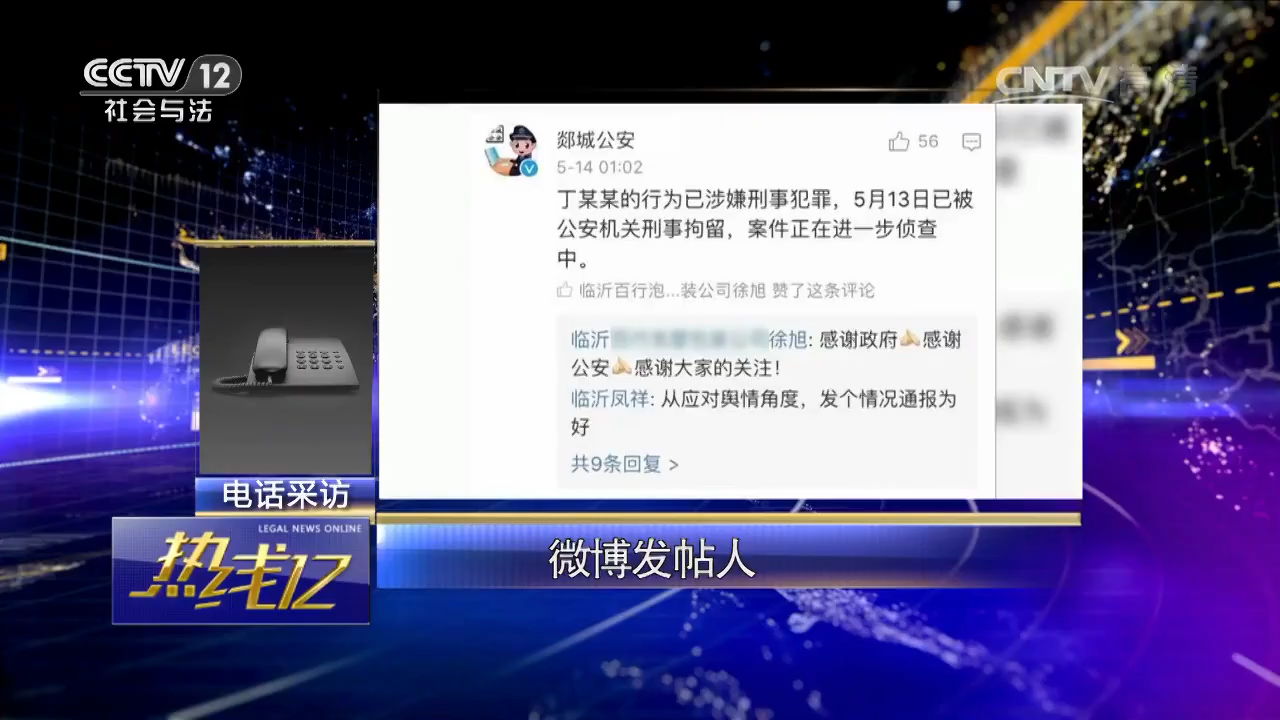 CCTV 12
社会与法
CNTV 高清
郯城公安
56
5-14 01:02
丁某某的行为已涉嫌刑事犯罪，5月13日已被
公安机关刑事拘留，案件正在进一步侦查
中。
临沂百行泡...装公司徐旭 赞了这条评论
临沂 徐旭: 感谢政府🙏感谢
公安🙏感谢大家的关注！
临沂凤祥: 从应对舆情角度，发个情况通报为
好
共9条回复 >
电话采访
LEGAL NEWS ONLINE
热线12
微博发帖人